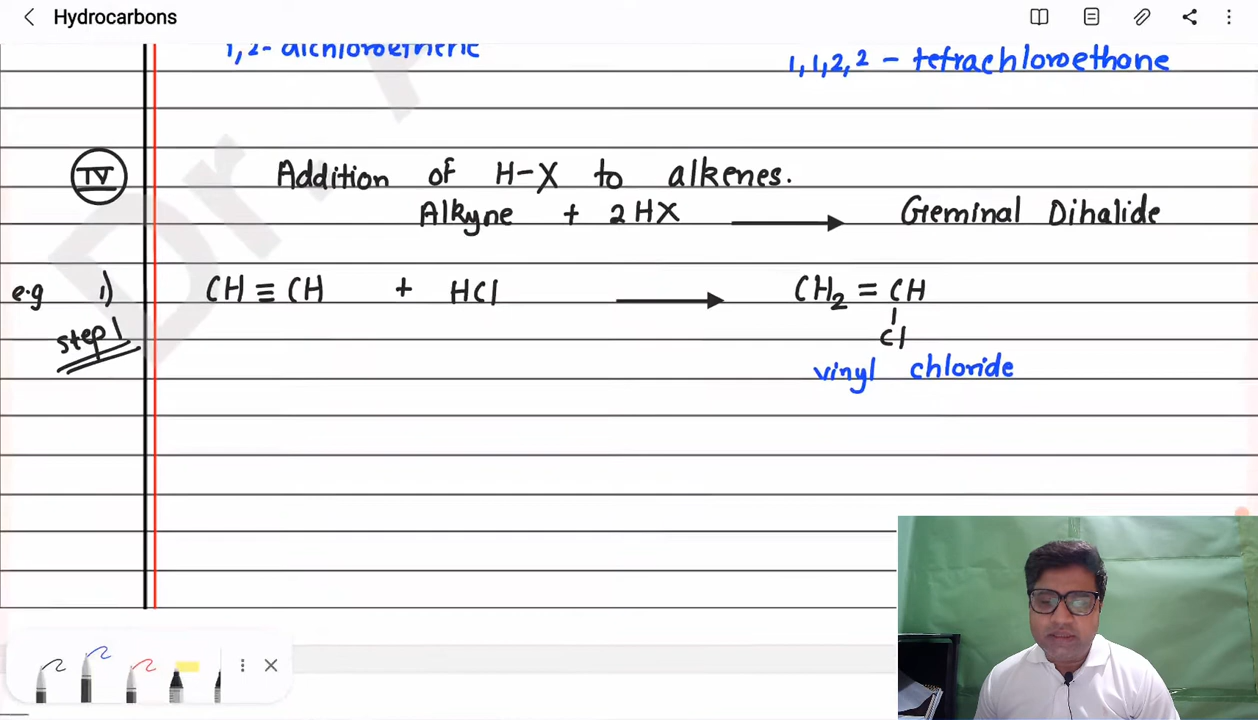 Hydrocarbons
1,2- dichloroethene
1,1,2,2 - tetrachloroethane
Dr. A
IV
Addition of H-X to alkenes.
Alkyne + 2HX ⟶ Geminal Dihalide
e.g 1) CH ≡ CH + HCl ⟶ CH₂ = CH
Step 1
Cl
vinyl chloride